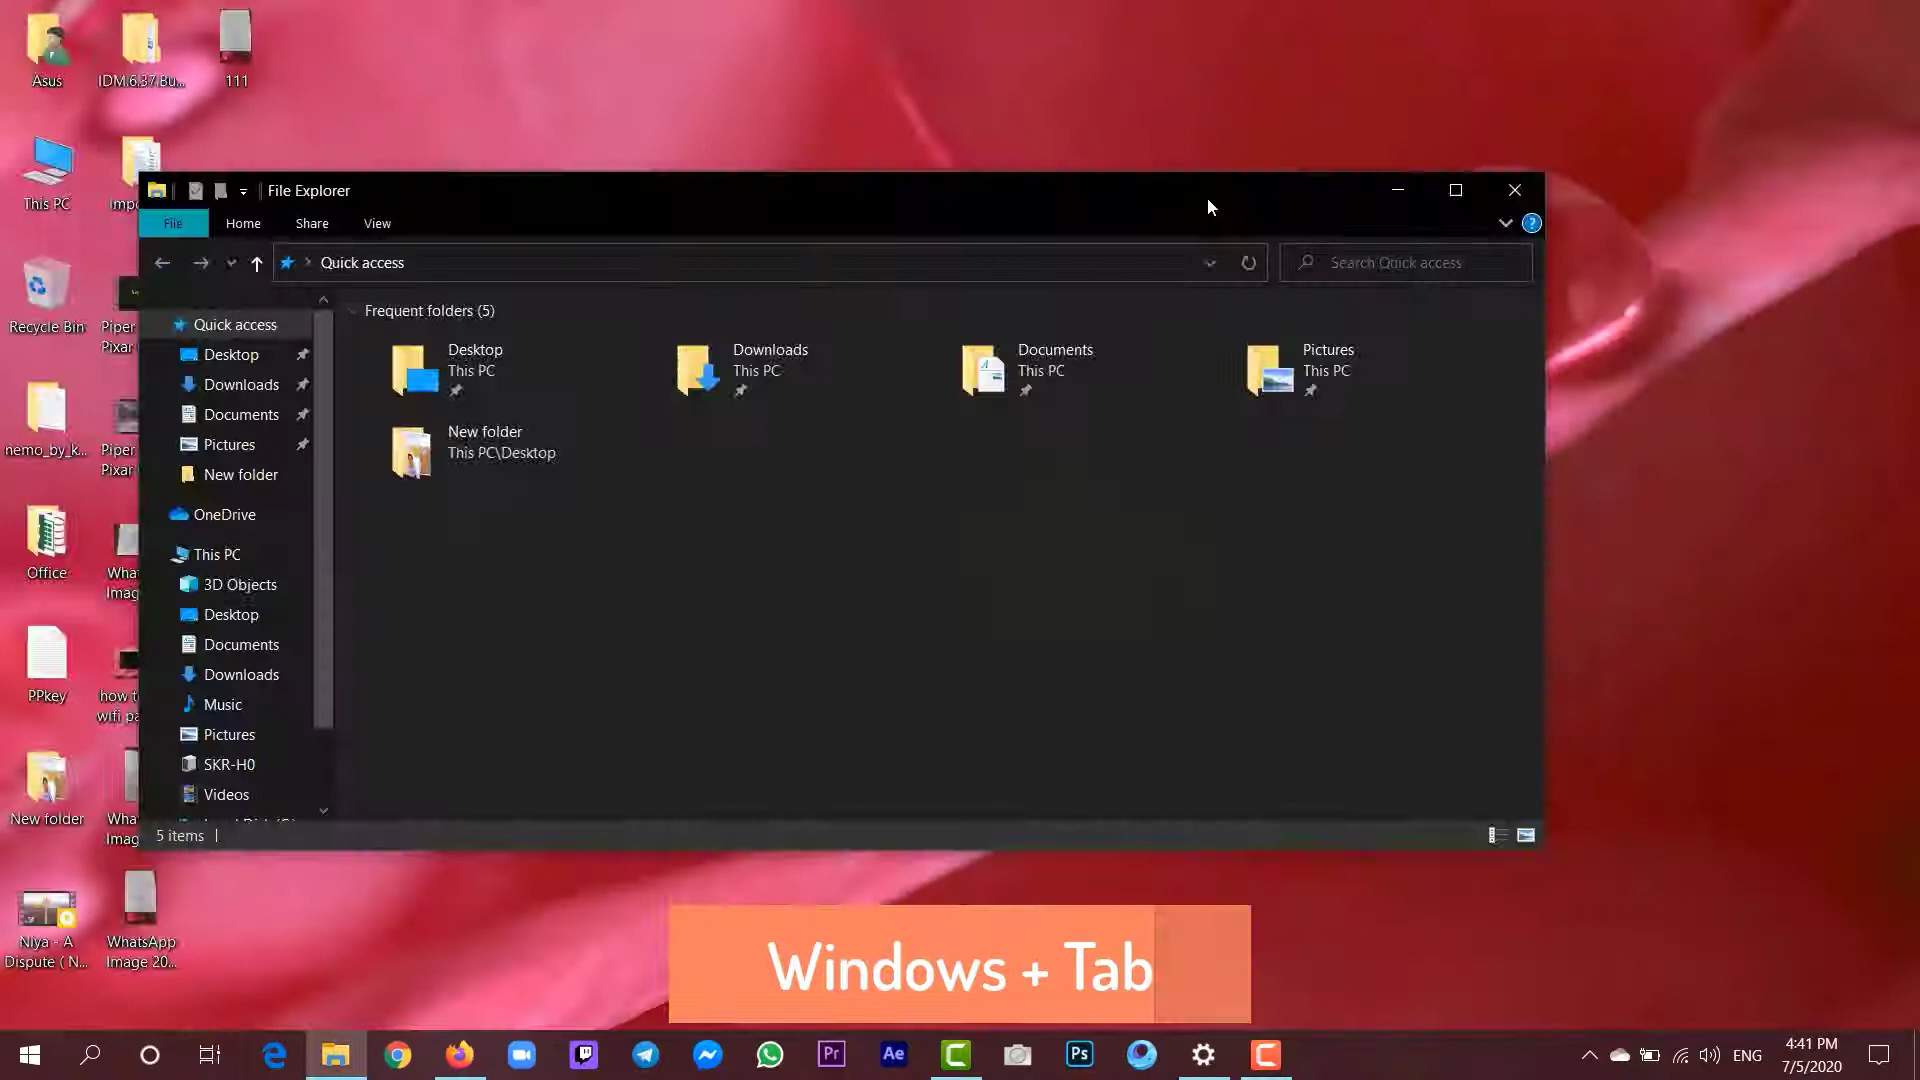 Asus
IDM.6.37.Bu...
111
This PC
Recycle Bin
Piper
Pixar
nemo_by_k...
Piper
Pixar
Office
What
Imag
PPkey
how t
wifi pa
New folder
Wha
Imag
Niya - A
Dispute ( N...
WhatsApp
Image 20...
File Explorer
File
Home
Share
View
Quick access
Search Quick access
Quick access
Desktop
Downloads
Documents
Pictures
New folder
OneDrive
This PC
3D Objects
Desktop
Documents
Downloads
Music
Pictures
SKR-H0
Videos
Frequent folders (5)
Desktop
This PC
Downloads
This PC
Documents
This PC
Pictures
This PC
New folder
This PC\Desktop
5 items
Windows + Tab
Pr
Ae
Ps
ENG
4:41 PM
7/5/2020